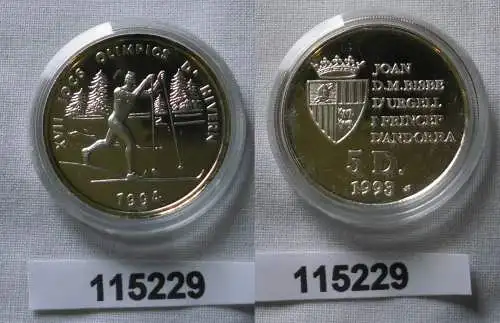 XVII JOCS OLIMPICS D'HIVERN
1994
115229
JOAN
D.M. BISBE
D'URGELL
I PRINCEP
D'ANDORRA
5 D.
1993
115229